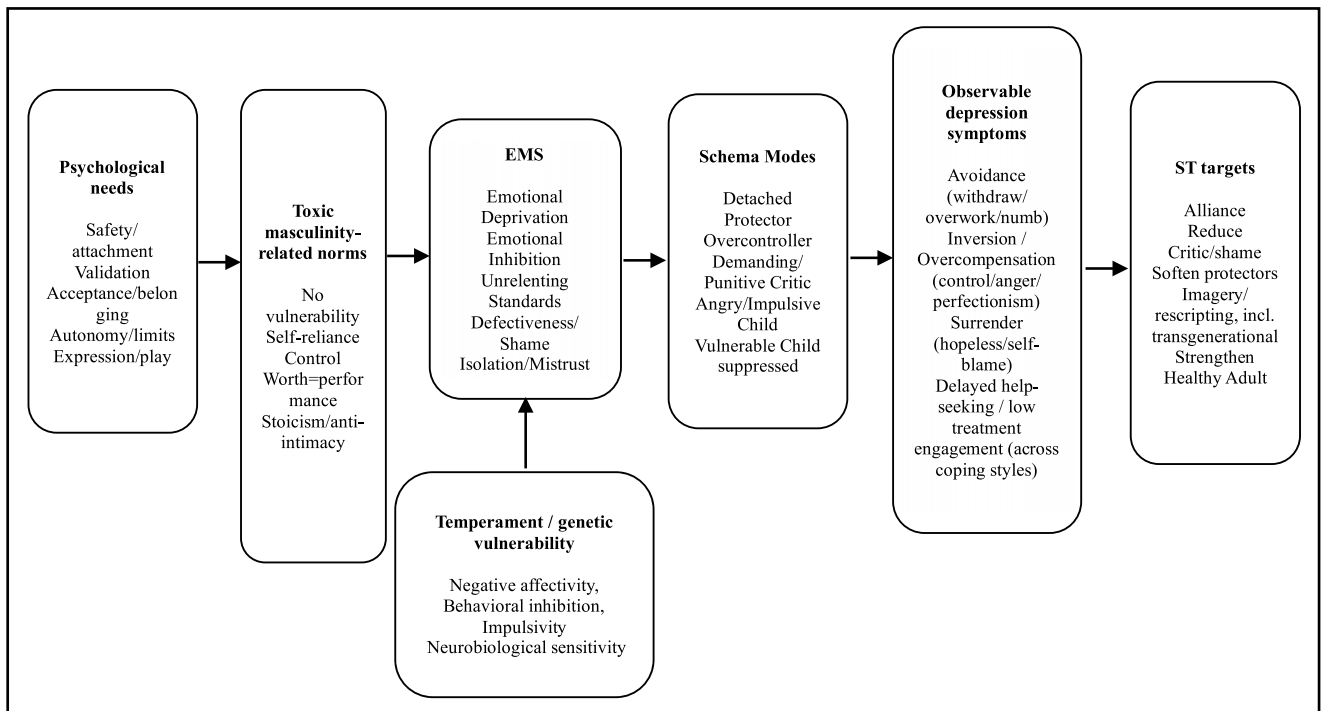 Psychological
needs
Safety/
attachment
Validation
Acceptance/belon
ging
Autonomy/limits
Expression/play
Toxic
masculinity-
related norms
No
vulnerability
Self-reliance
Control
Worth=perfor
mance
Stoicism/anti-
intimacy
EMS
Emotional
Deprivation
Emotional
Inhibition
Unrelenting
Standards
Defectiveness/
Shame
Isolation/Mistrust
Temperament / genetic
vulnerability
Negative affectivity,
Behavioral inhibition,
Impulsivity
Neurobiological sensitivity
Schema Modes
Detached
Protector
Overcontroller
Demanding/
Punitive Critic
Angry/Impulsive
Child
Vulnerable Child
suppressed
Observable
depression
symptoms
Avoidance
(withdraw/
overwork/numb)
Inversion /
Overcompensation
(control/anger/
perfectionism)
Surrender
(hopeless/self-
blame)
Delayed help-
seeking / low
treatment
engagement (across
coping styles)
ST targets
Alliance
Reduce
Critic/shame
Soften protectors
Imagery/
rescripting, incl.
transgenerational
Strengthen
Healthy Adult